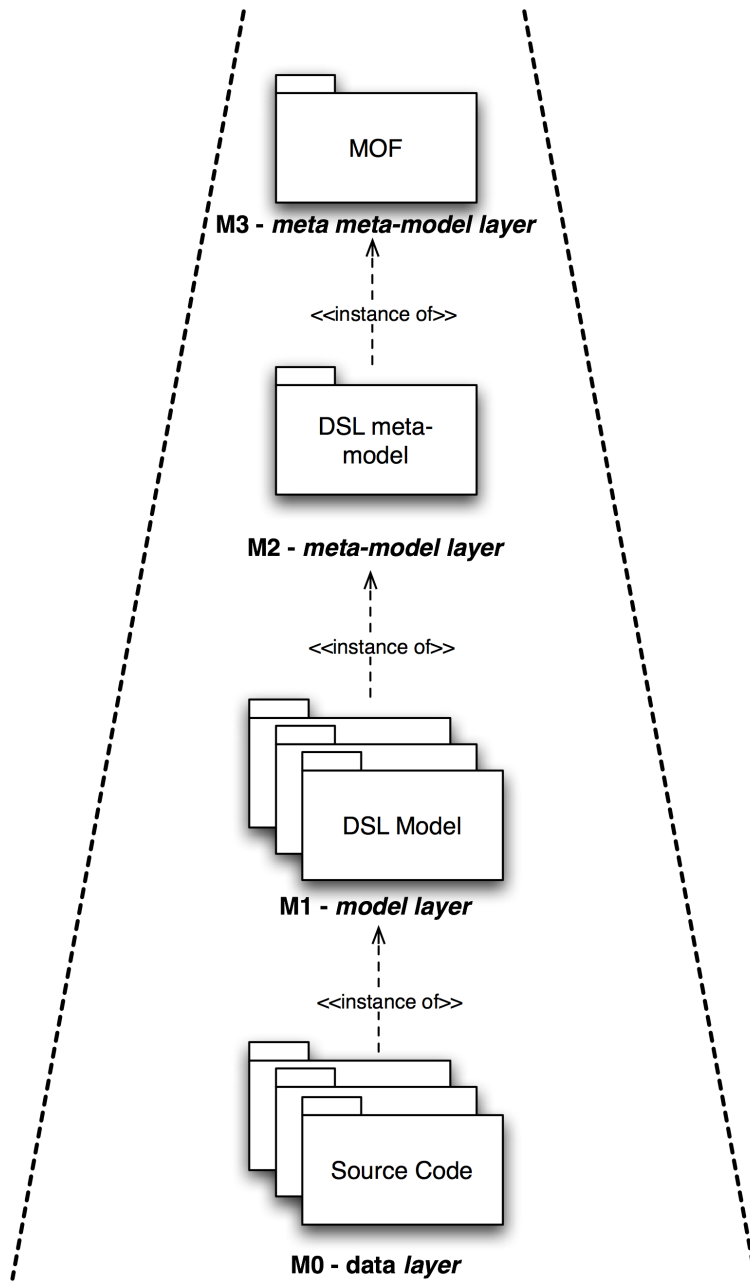 MOF
M3 - meta meta-model layer
<<instance of>>
DSL meta-
model
M2 - meta-model layer
<<instance of>>
DSL Model
M1 - model layer
<<instance of>>
Source Code
M0 - data layer